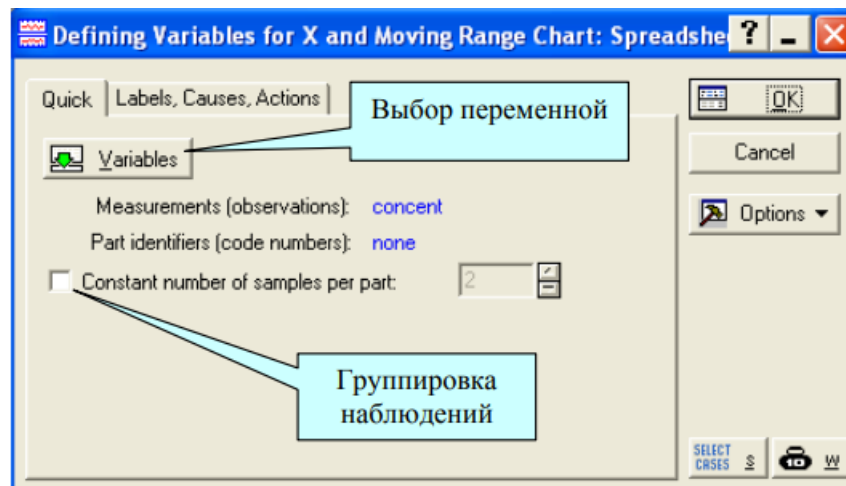 Defining Variables for X and Moving Range Chart: Spreadshe ?
Quick Labels, Causes, Actions
Выбор переменной
OK
Variables
Cancel
Measurements (observations): concent
Options
Part identifiers (code numbers): none
Constant number of samples per part: 2
Группировка
наблюдений
SELECT
CASES S W